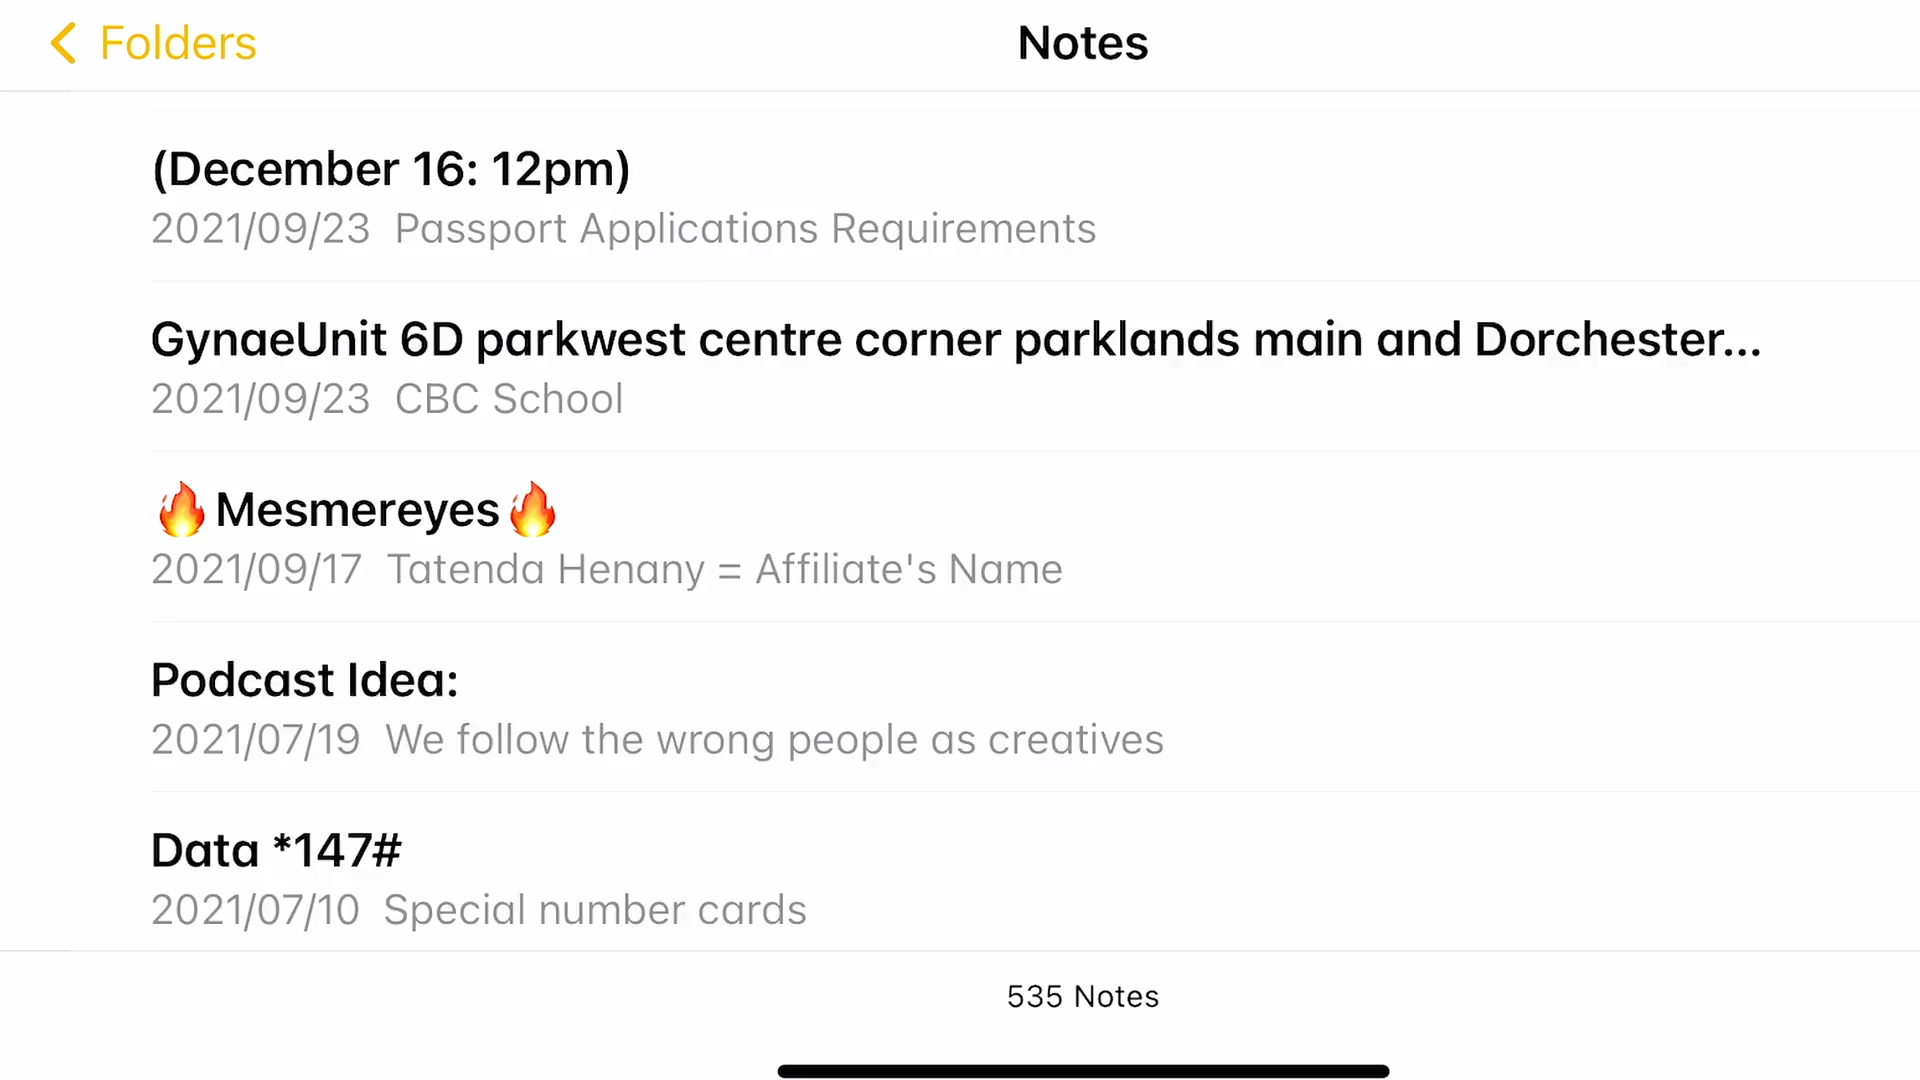 Folders
Notes
(December 16: 12pm)
2021/09/23 Passport Applications Requirements
GynaeUnit 6D parkwest centre corner parklands main and Dorchester...
2021/09/23 CBC School
🔥Mesmereyes🔥
2021/09/17 Tatenda Henany = Affiliate's Name
Podcast Idea:
2021/07/19 We follow the wrong people as creatives
Data *147#
2021/07/10 Special number cards
535 Notes